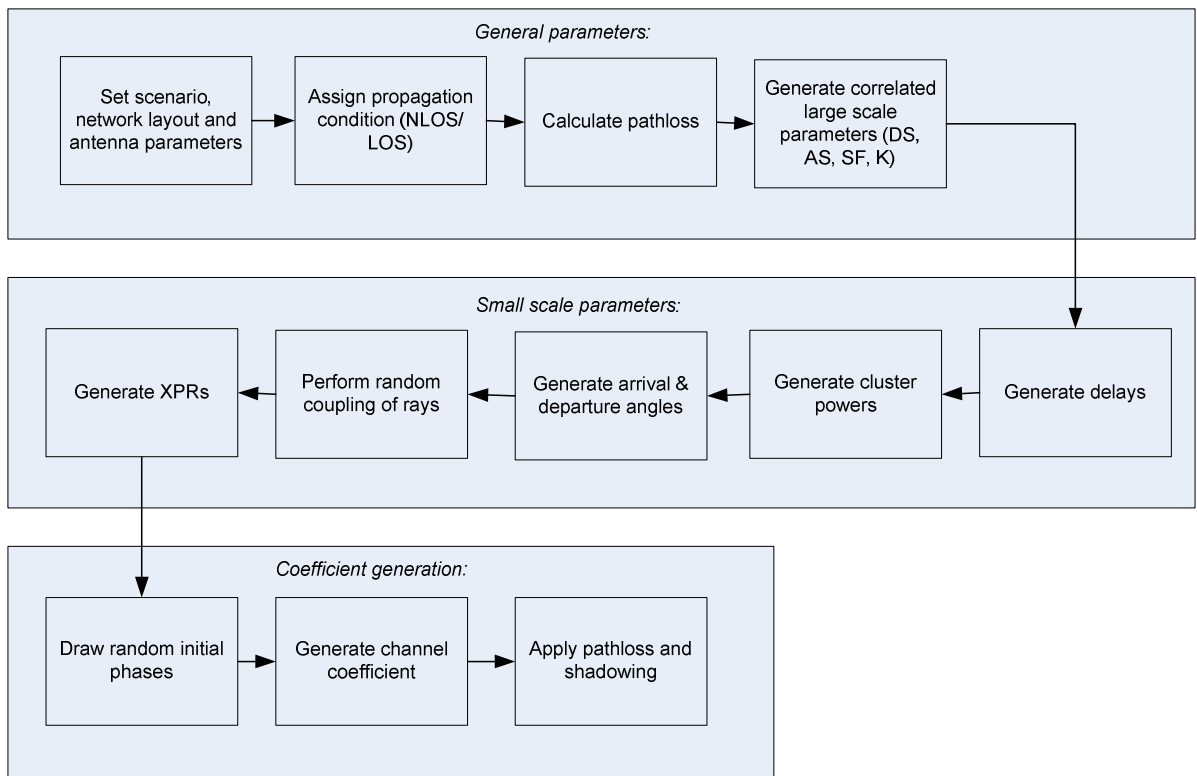 General parameters:
Set scenario,
network layout and
antenna parameters
Assign propagation
condition (NLOS/
LOS)
Calculate pathloss
Generate correlated
large scale
parameters (DS,
AS, SF, K)
Small scale parameters:
Generate XPRs
Perform random
coupling of rays
Generate arrival &
departure angles
Generate cluster
powers
Generate delays
Coefficient generation:
Draw random initial
phases
Generate channel
coefficient
Apply pathloss and
shadowing